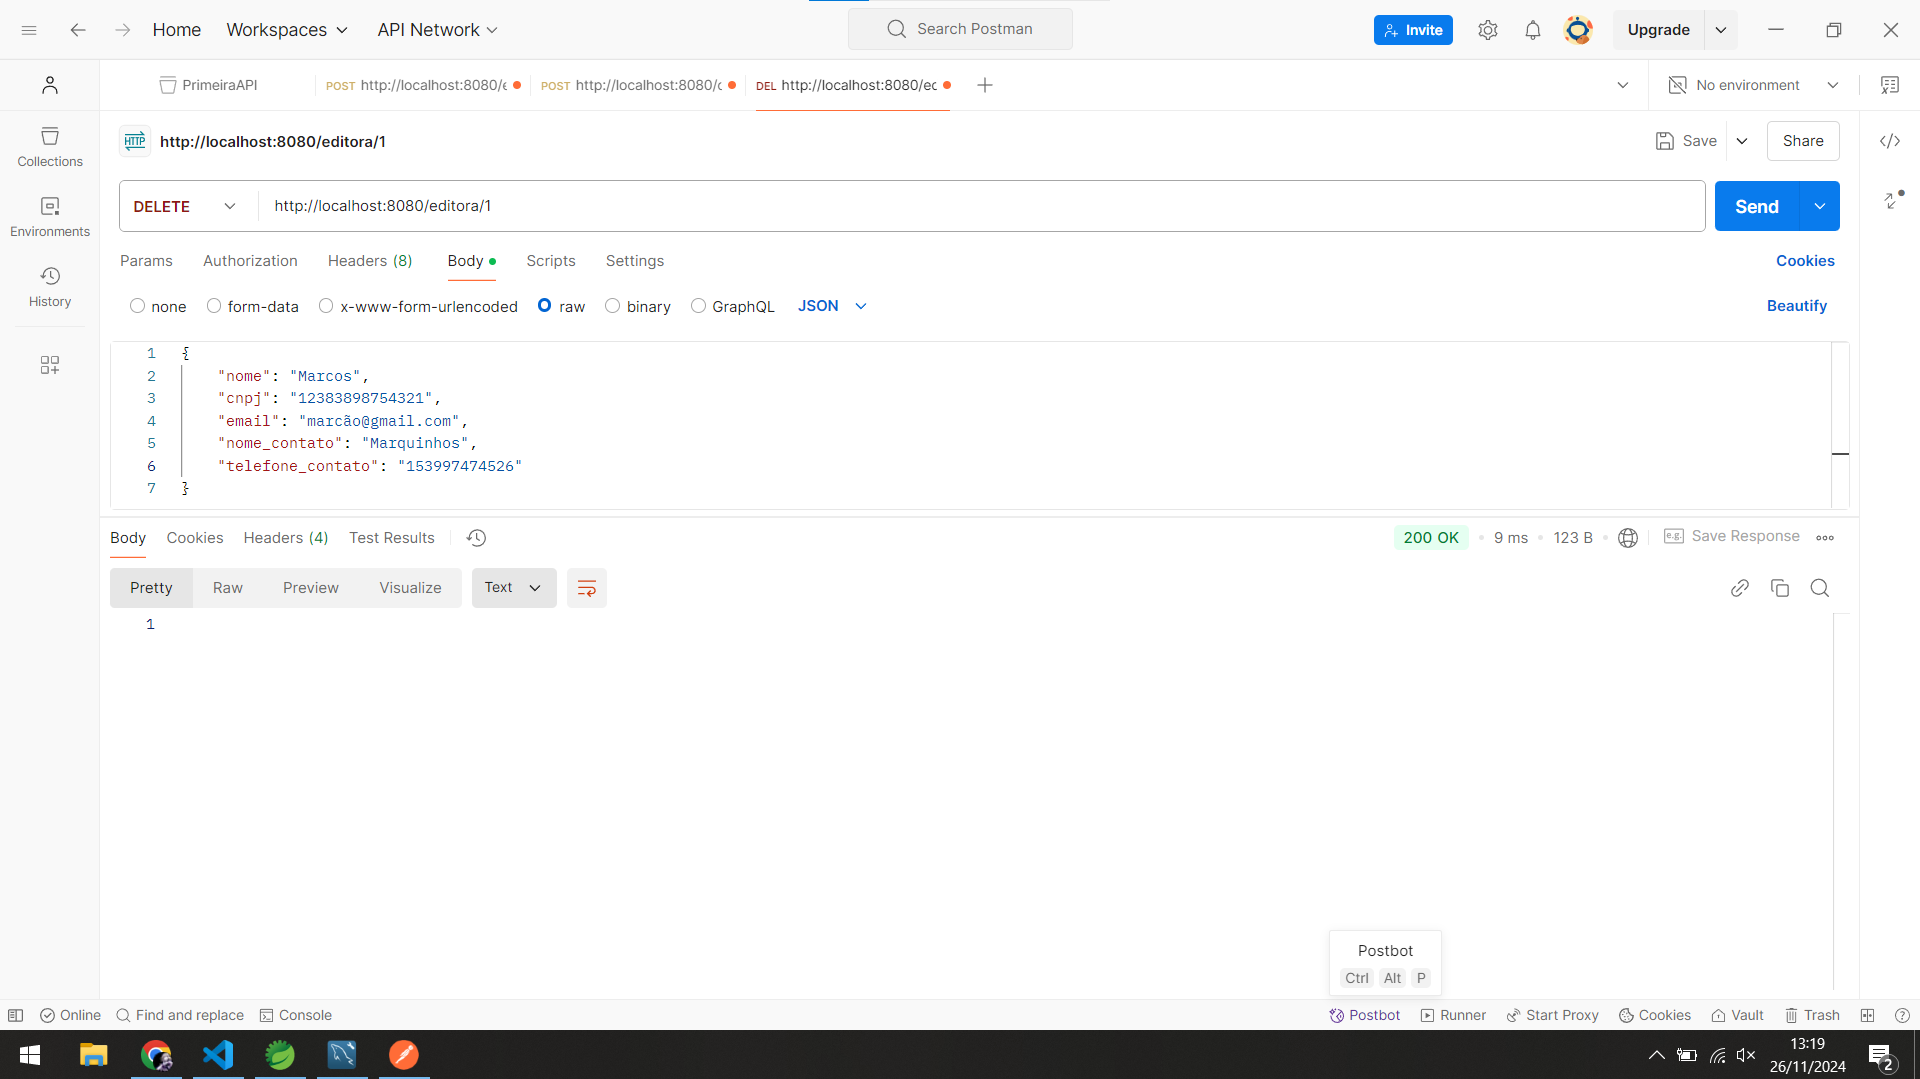 Home Workspaces API Network Search Postman Invite Upgrade
PrimeiraAPI POST http://localhost:8080/e POST http://localhost:8080/c DEL http://localhost:8080/ec No environment
HTTP http://localhost:8080/editora/1 Save Share
Collections
DELETE http://localhost:8080/editora/1 Send
Environments
Params Authorization Headers (8) Body Scripts Settings Cookies
History
none form-data x-www-form-urlencoded raw binary GraphQL JSON Beautify
1 {
2 "nome": "Marcos",
3 "cnpj": "12383898754321",
4 "email": "marcão@gmail.com",
5 "nome_contato": "Marquinhos",
6 "telefone_contato": "153997474526"
7 }
Body Cookies Headers (4) Test Results 200 OK • 9 ms • 123 B • e.g. Save Response
Pretty Raw Preview Visualize Text
1
Postbot
Ctrl Alt P
Online Find and replace Console Postbot Runner Start Proxy Cookies Vault Trash
13:19
26/11/2024
2